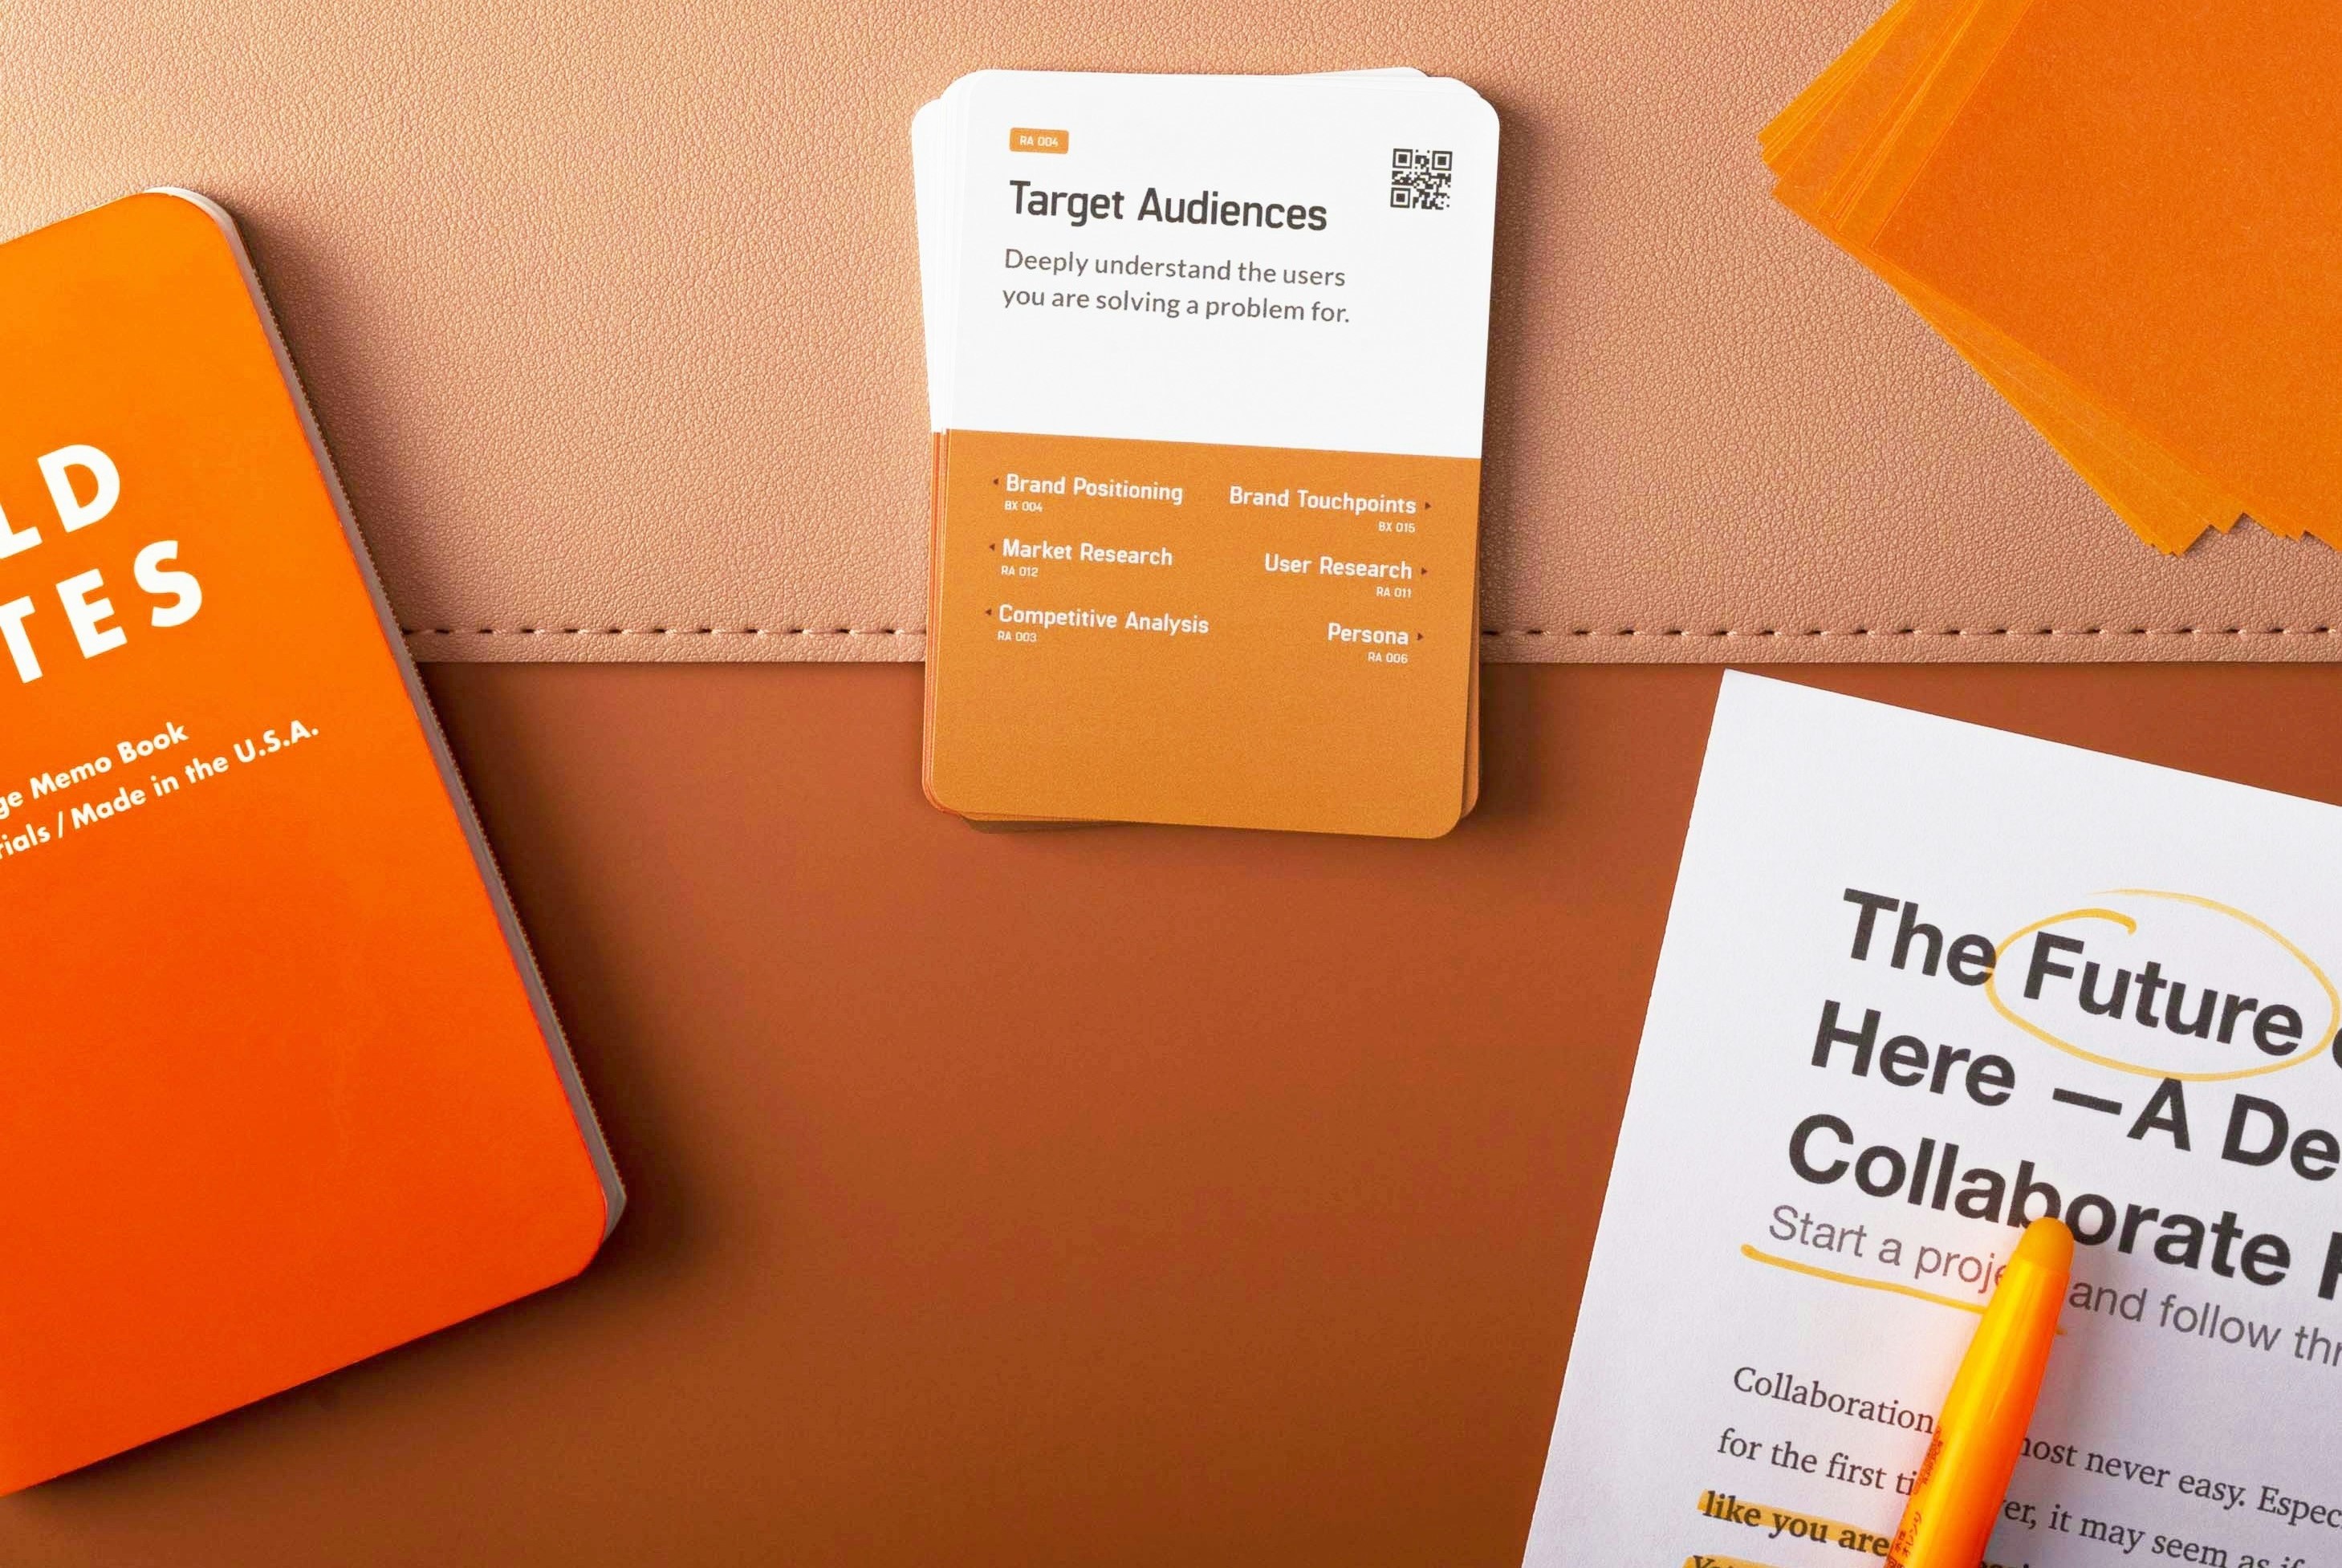 LD
TES
ge Memo Book
rials / Made in the U.S.A.
RA 004
Target Audiences
Deeply understand the users
you are solving a problem for.
Brand Positioning
BX 004
Market Research
RA 012
Competitive Analysis
RA 003
Brand Touchpoints
BX 015
User Research
RA 011
Persona
RA 006
The Future
Here —A De
Collaborate
Start a proje and follow thr
Collaboration most never easy. Espec
for the first ti er, it may seem as if
like you are